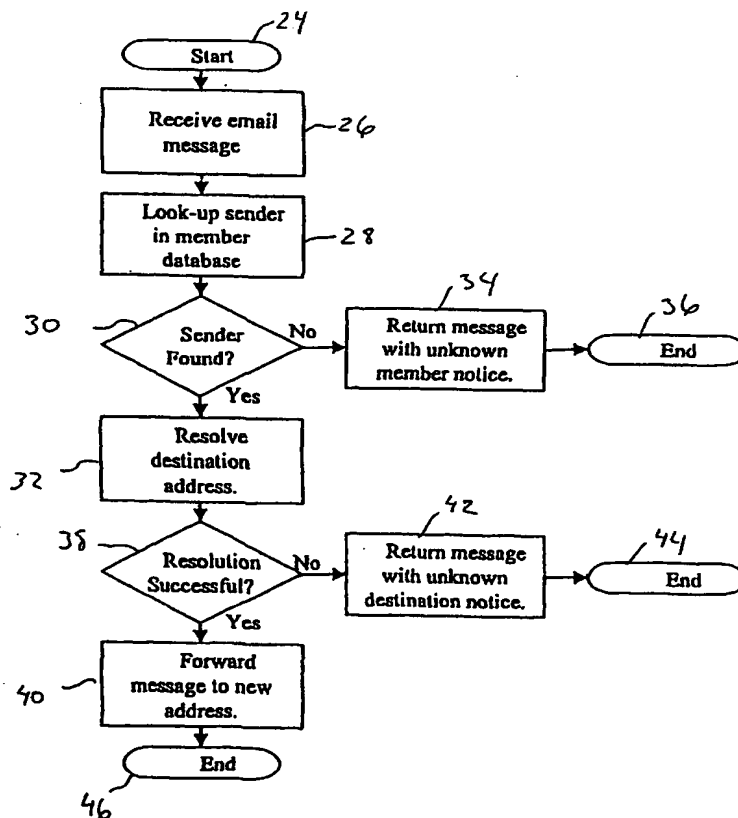 24
Start
Receive email
message
26
Look-up sender
in member
database
28
30
Sender
Found?
No
Yes
34
Return message
with unknown
member notice.
36
End
Resolve
destination
address.
32
38
Resolution
Successful?
No
Yes
42
Return message
with unknown
destination notice.
44
End
Forward
message to new
address.
40
End
46